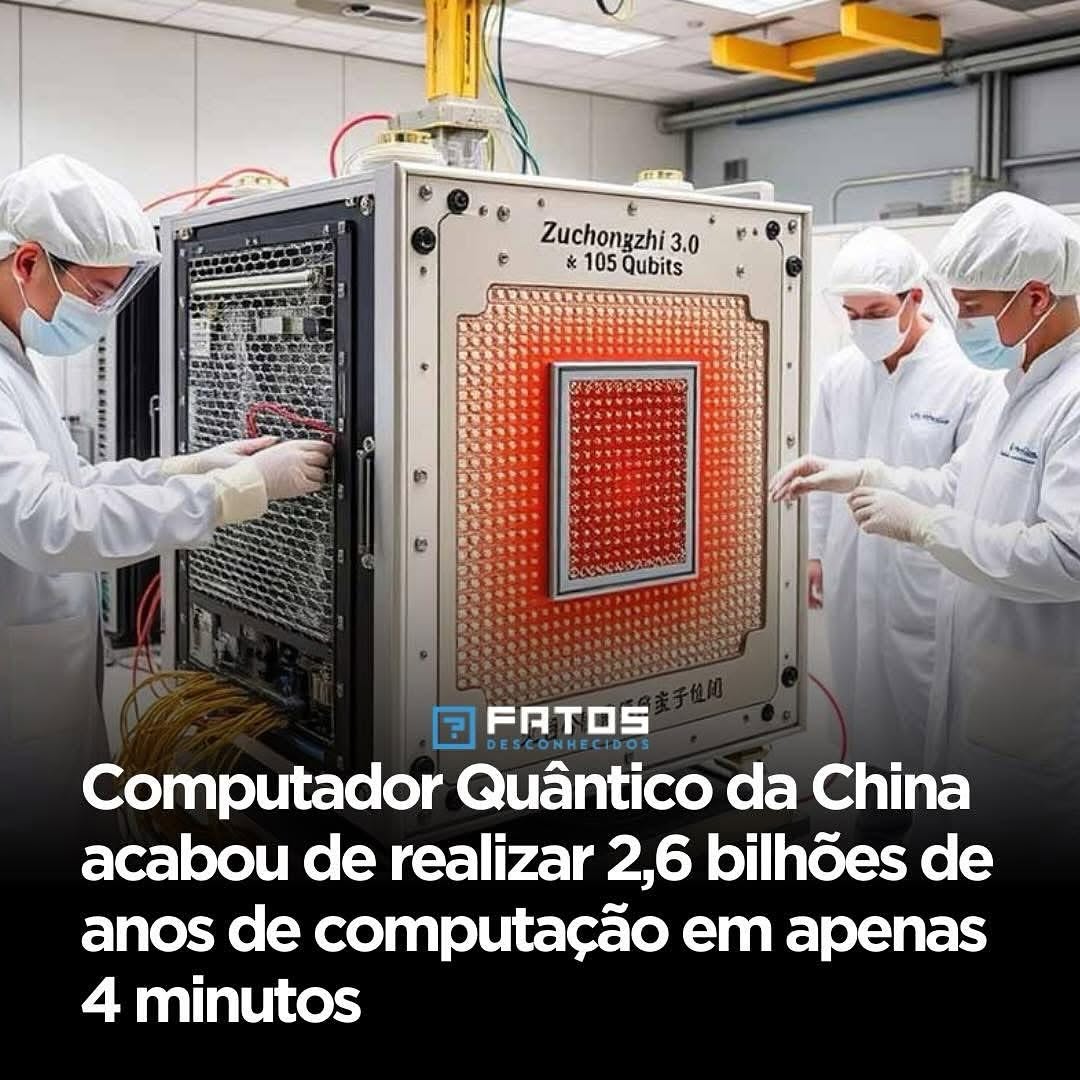 Zuchongzhi 3.0
& 105 Qubits
FATOS
DESCONHECIDOS
Computador Quântico da China
acabou de realizar 2,6 bilhões de
anos de computação em apenas
4 minutos